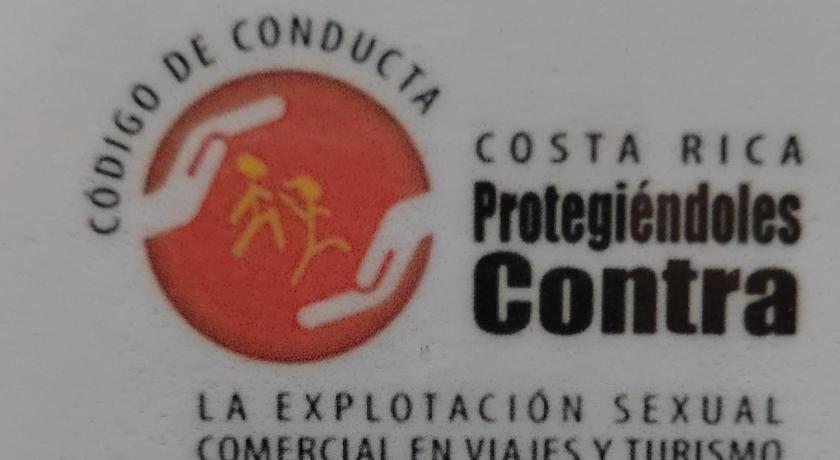 CÓDIGO DE CONDUCTA
COSTA RICA
Protegiéndoles
Contra
LA EXPLOTACIÓN SEXUAL
COMERCIAL EN VIAJES Y TURISMO